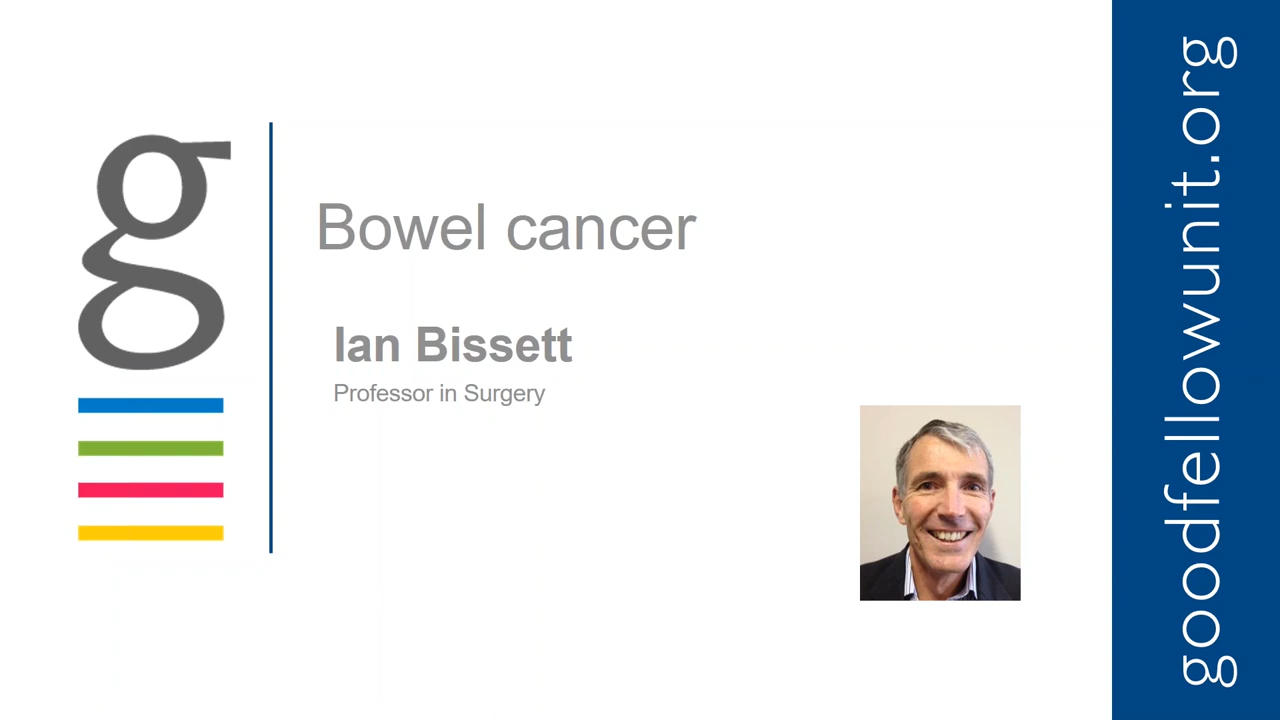 g
Bowel cancer
Ian Bissett
Professor in Surgery
goodfellowunit.org